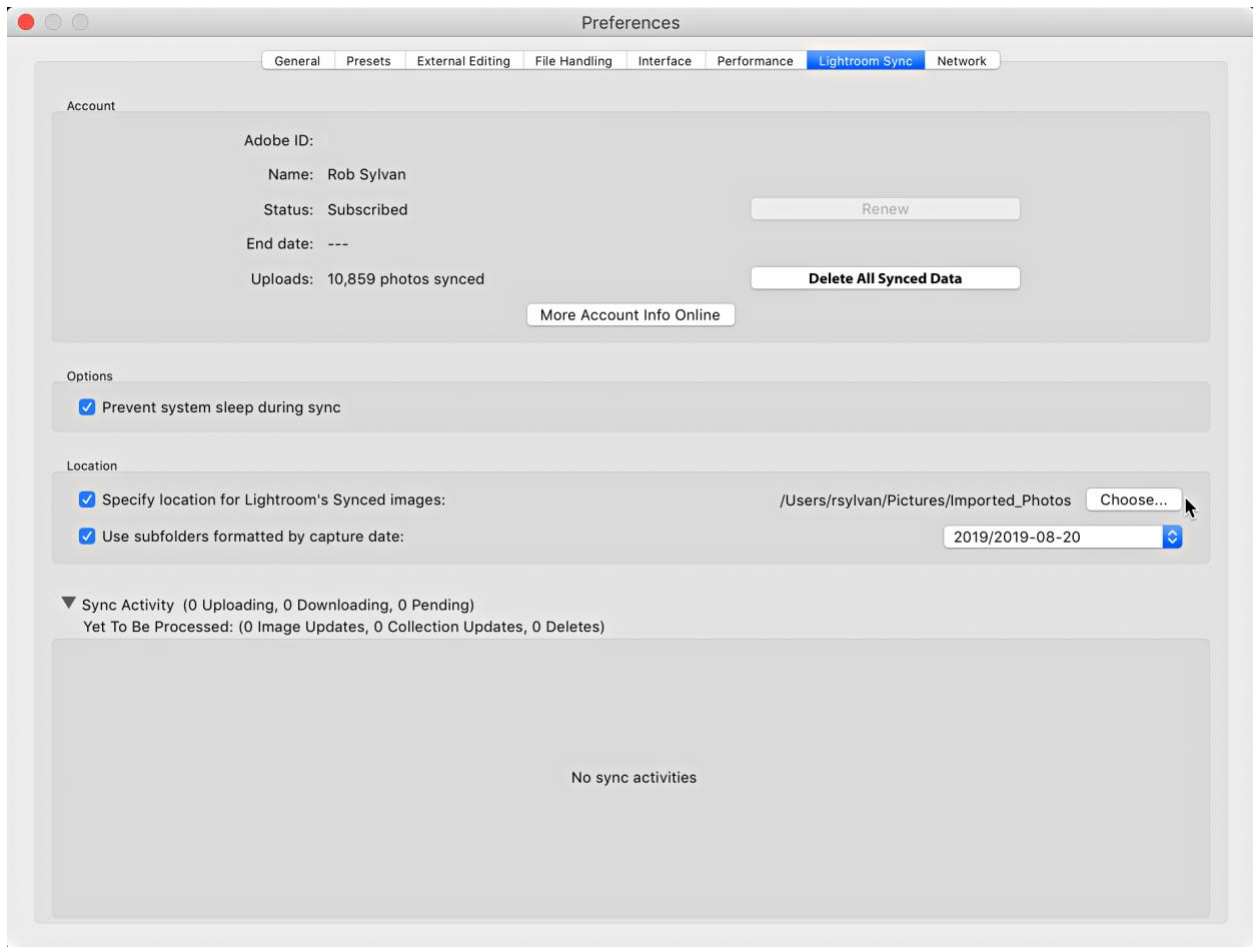 Preferences
General Presets External Editing File Handling Interface Performance Lightroom Sync Network
Account
Adobe ID:
Name: Rob Sylvan
Status: Subscribed Renew
End date: ---
Uploads: 10,859 photos synced Delete All Synced Data
More Account Info Online
Options
Prevent system sleep during sync
Location
Specify location for Lightroom's Synced images: /Users/rsylvan/Pictures/Imported_Photos Choose...
Use subfolders formatted by capture date: 2019/2019-08-20
Sync Activity (0 Uploading, 0 Downloading, 0 Pending)
Yet To Be Processed: (0 Image Updates, 0 Collection Updates, 0 Deletes)
No sync activities